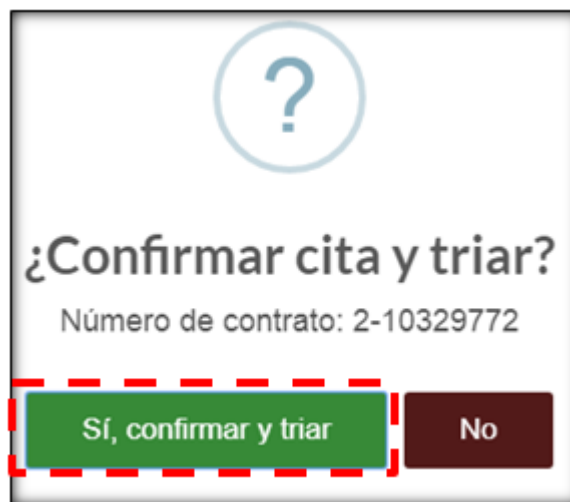 ?
¿Confirmar cita y triar?
Número de contrato: 2-10329772
Sí, confirmar y triar
No